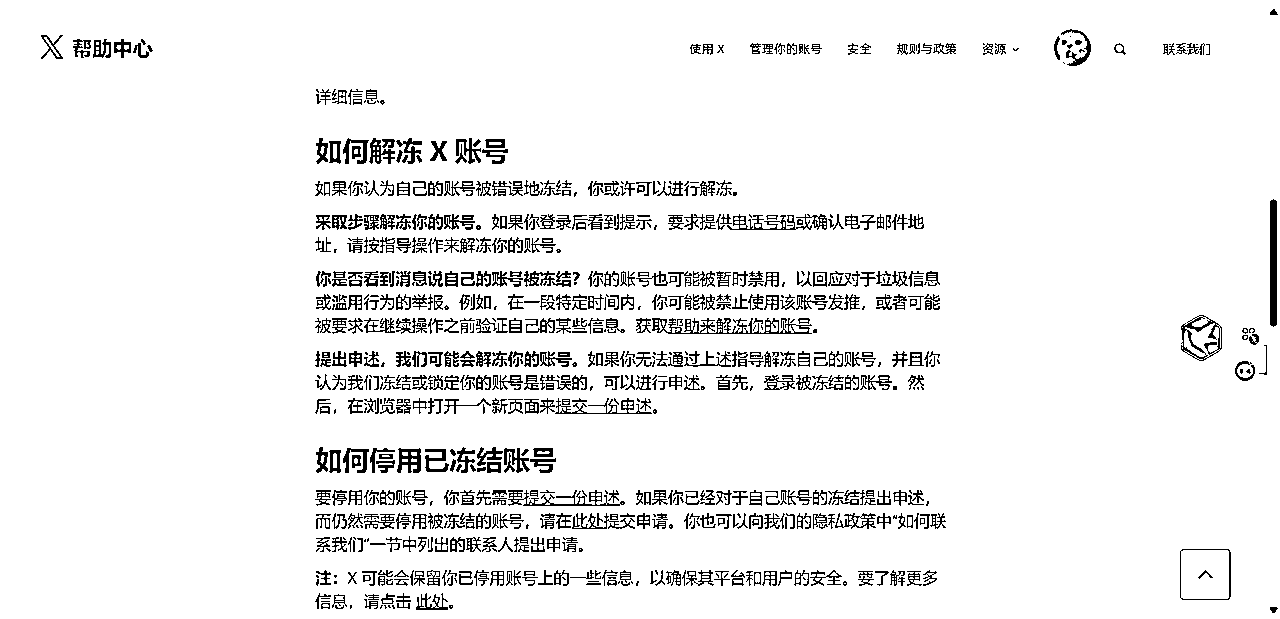 X 帮助中心
使用 X 管理你的账号 安全 规则与政策 资源 联系我们
详细信息。
如何解冻 X 账号
如果你认为自己的账号被错误地冻结，你或许可以进行解冻。
采取步骤解冻你的账号。如果你登录后看到提示，要求提供电话号码或确认电子邮件地
址，请按指导操作来解冻你的账号。
你是否看到消息说自己的账号被冻结？你的账号也可能被暂时禁用，以回应对于垃圾信息
或滥用行为的举报。例如，在一段特定时间内，你可能被禁止使用该账号发推，或者可能
被要求在继续操作之前验证自己的某些信息。获取帮助来解冻你的账号。
提出申述，我们可能会解冻你的账号。如果你无法通过上述指导解冻自己的账号，并且你
认为我们冻结或锁定你的账号是错误的，可以进行申述。首先，登录被冻结的账号。然
后，在浏览器中打开一个新页面来提交一份申述。
如何停用已冻结账号
要停用你的账号，你首先需要提交一份申述。如果你已经对于自己账号的冻结提出申述，
而仍然需要停用被冻结的账号，请在此处提交申请。你也可以向我们的隐私政策中“如何联
系我们”一节中列出的联系人提出申请。
注：X 可能会保留你已停用账号上的一些信息，以确保其平台和用户的安全。要了解更多
信息，请点击 此处。